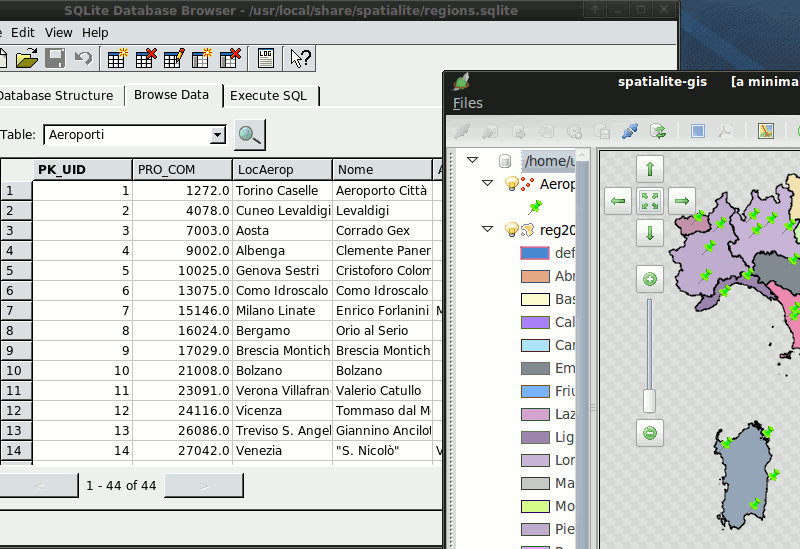 SQLite Database Browser - /usr/local/share/spatialite/regions.sqlite
Edit View Help
LOG
Database Structure Browse Data Execute SQL
Table: Aeroporti
PK_UID PRO_COM LocAerop Nome
1 1 1272.0 Torino Caselle Aeroporto Città
2 2 4078.0 Cuneo Levaldigi Levaldigi
3 3 7003.0 Aosta Corrado Gex
4 4 9002.0 Albenga Clemente Paner
5 5 10025.0 Genova Sestri Cristoforo Colom
6 6 13075.0 Como Idroscalo Como Idroscalo
7 7 15146.0 Milano Linate Enrico Forlanini
8 8 16024.0 Bergamo Orio al Serio
9 9 17029.0 Brescia Montich Brescia Montich
10 10 21008.0 Bolzano Bolzano
11 11 23091.0 Verona Villafran Valerio Catullo
12 12 24116.0 Vicenza Tommaso dal M
13 13 26086.0 Treviso S. Angel Giannino Ancilot
14 14 27042.0 Venezia "S. Nicolò" V
< 1 - 44 of 44 >
spatialite-gis [a minima
Files
/home/u
Aerop
reg20
def
Abr
Bas
Cal
Car
Em
Friu
Laz
Lig
Lor
Ma
Mo
Pie